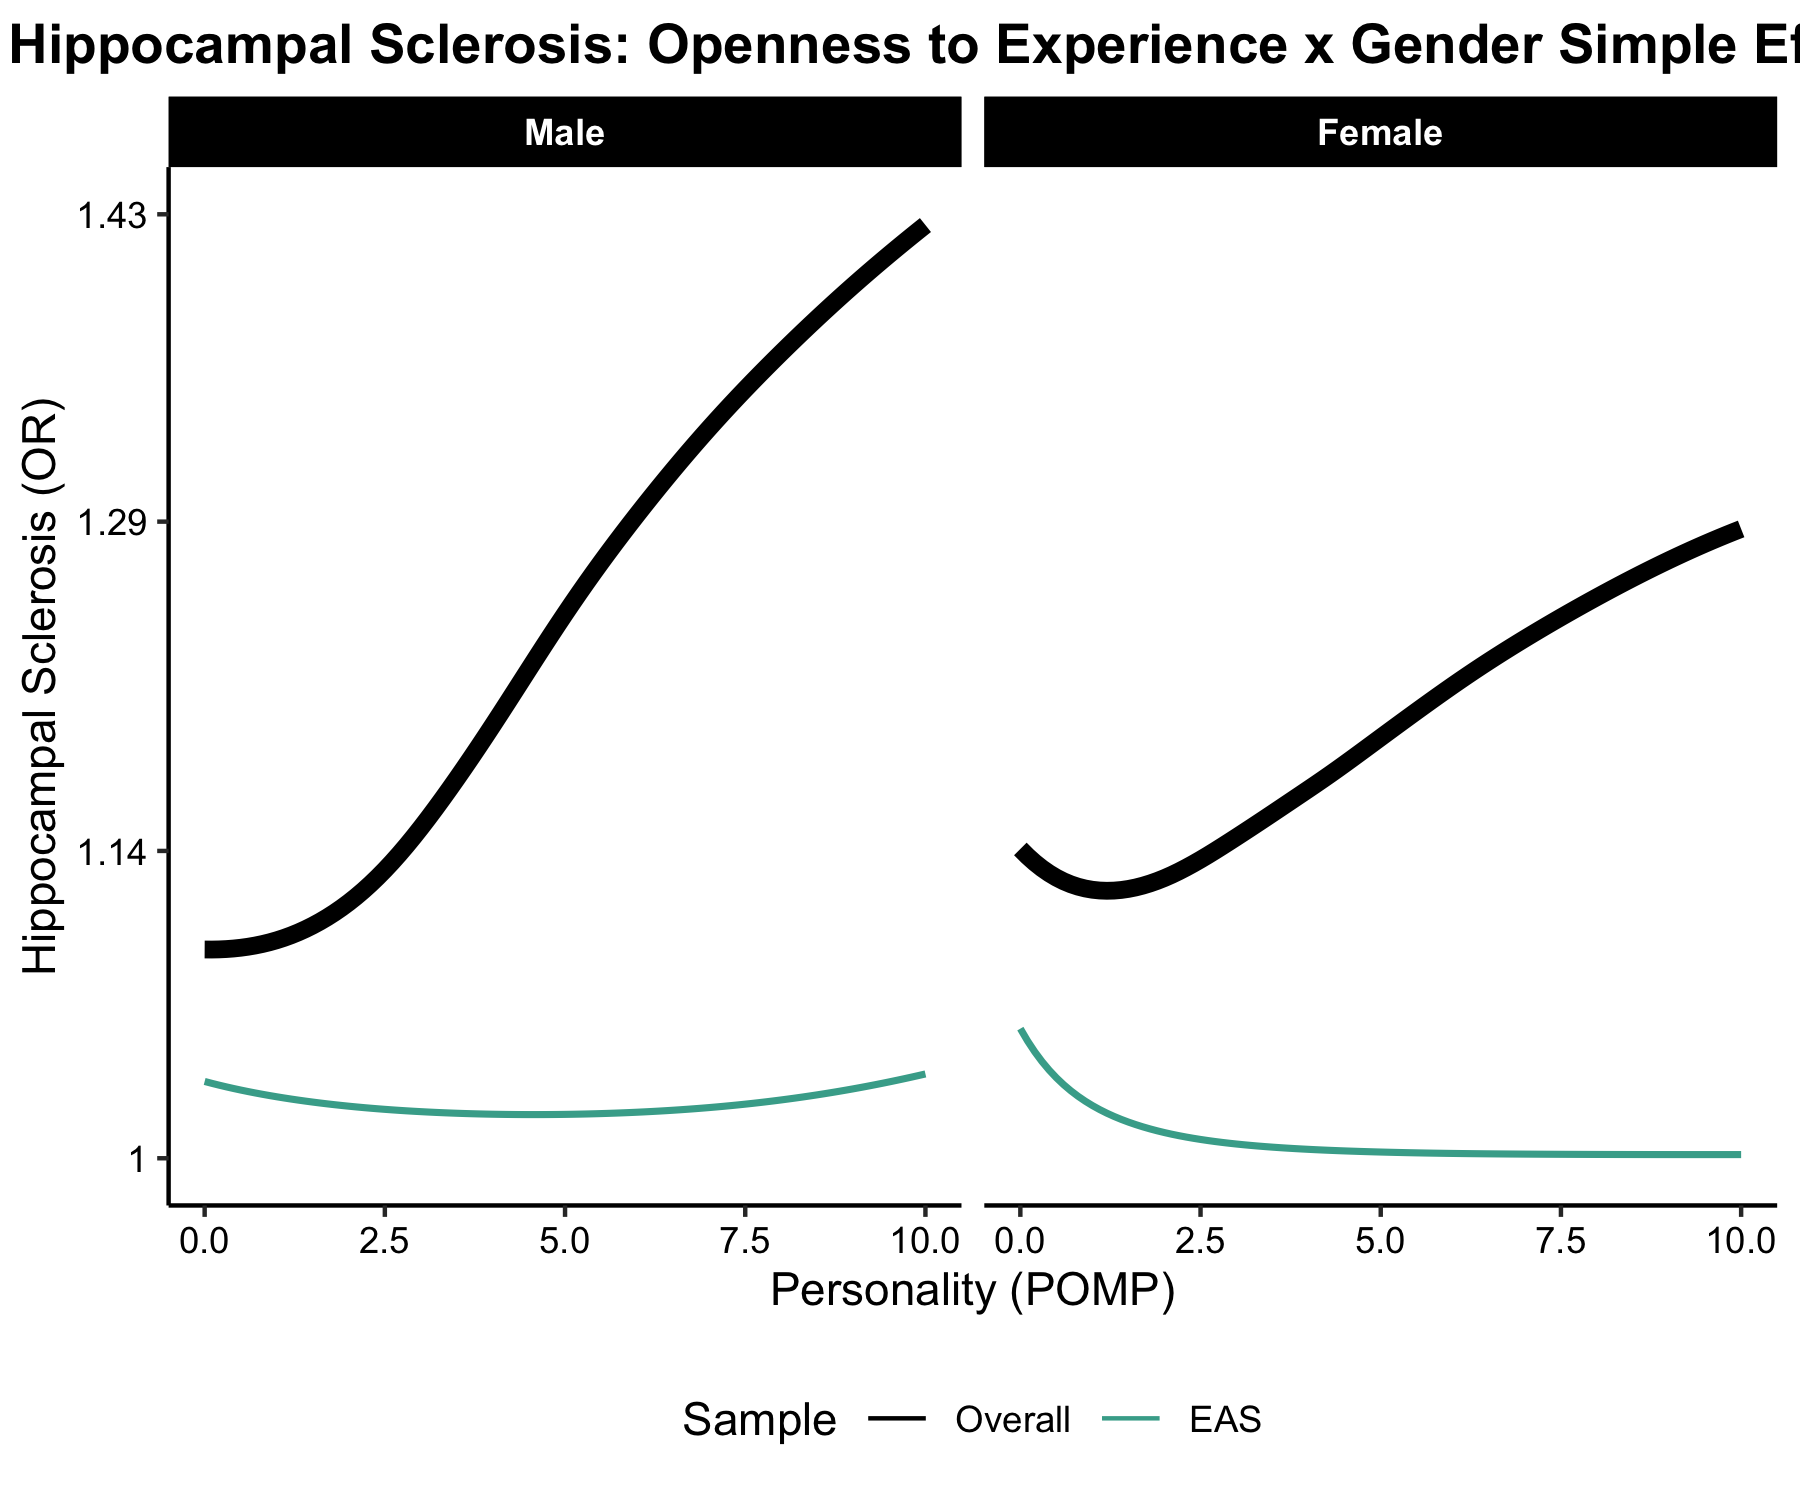 Hippocampal Sclerosis: Openness to Experience x Gender Simple Ef
Male
Female
Hippocampal Sclerosis (OR)
1.43
1.29
1.14
1
0.0 2.5 5.0 7.5 10.0
0.0 2.5 5.0 7.5 10.0
Personality (POMP)
Sample Overall EAS